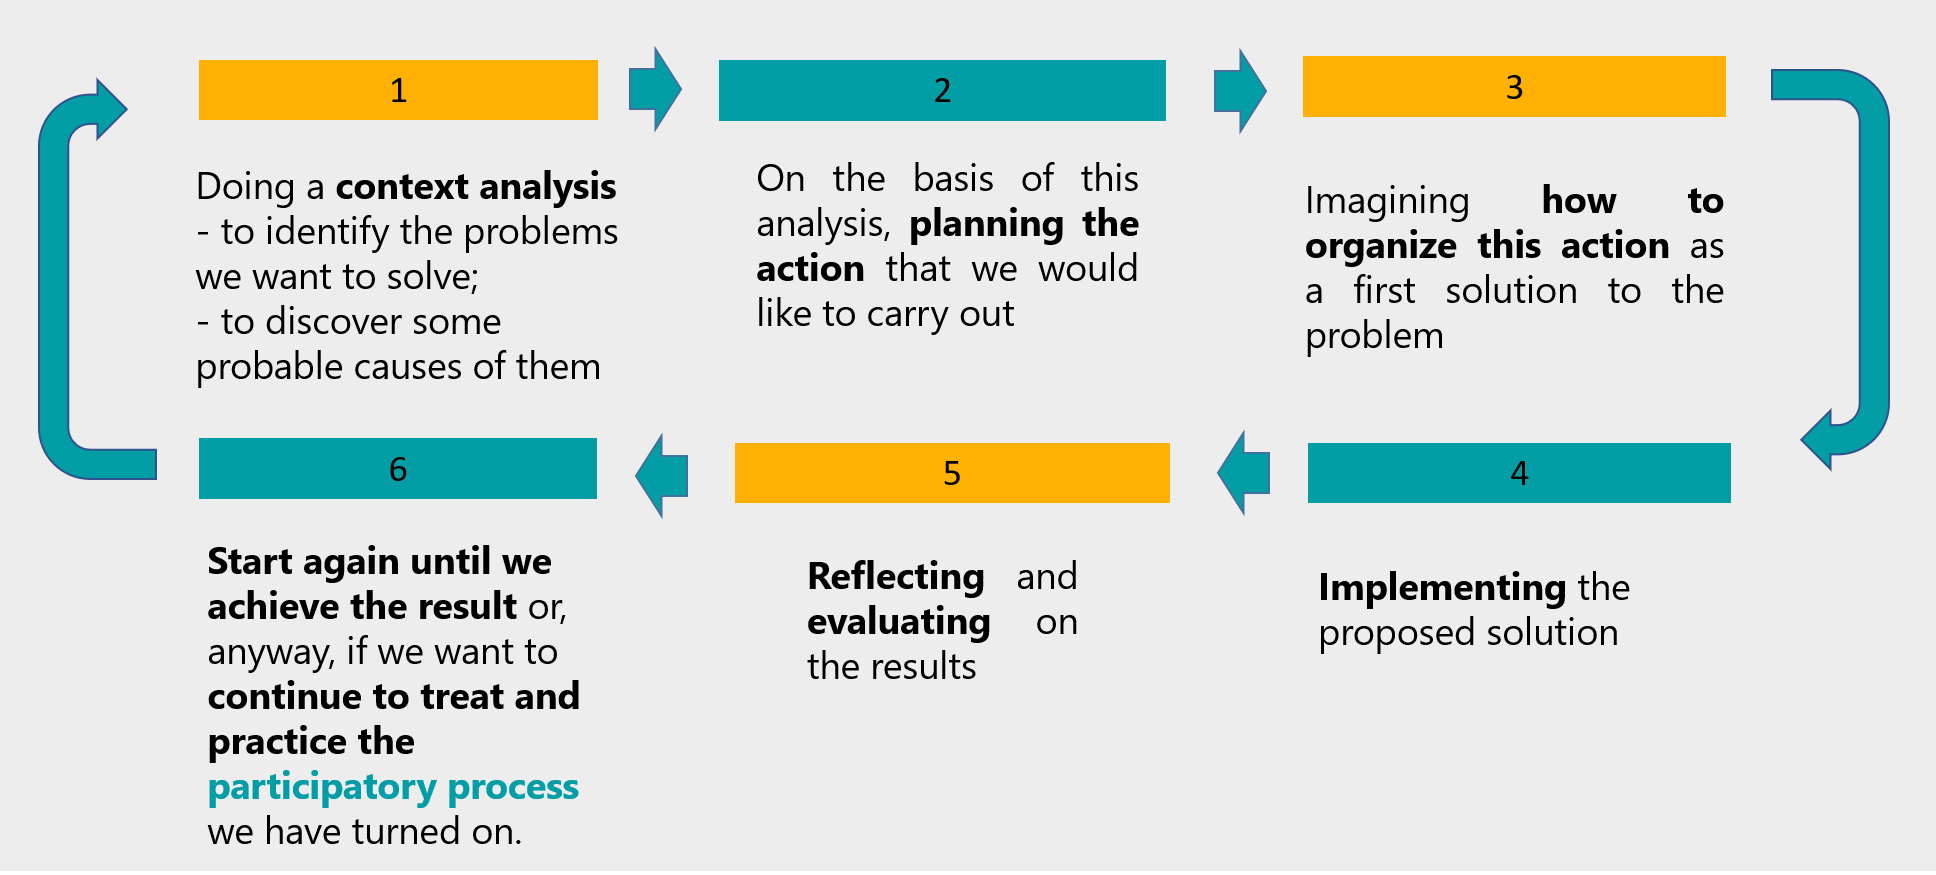 1
Doing a context analysis
- to identify the problems
we want to solve;
- to discover some
probable causes of them
2
On the basis of this
analysis, planning the
action that we would
like to carry out
3
Imagining how to
organize this action as
a first solution to the
problem
4
Implementing the
proposed solution
5
Reflecting and
evaluating on
the results
6
Start again until we
achieve the result or,
anyway, if we want to
continue to treat and
practice the
participatory process
we have turned on.